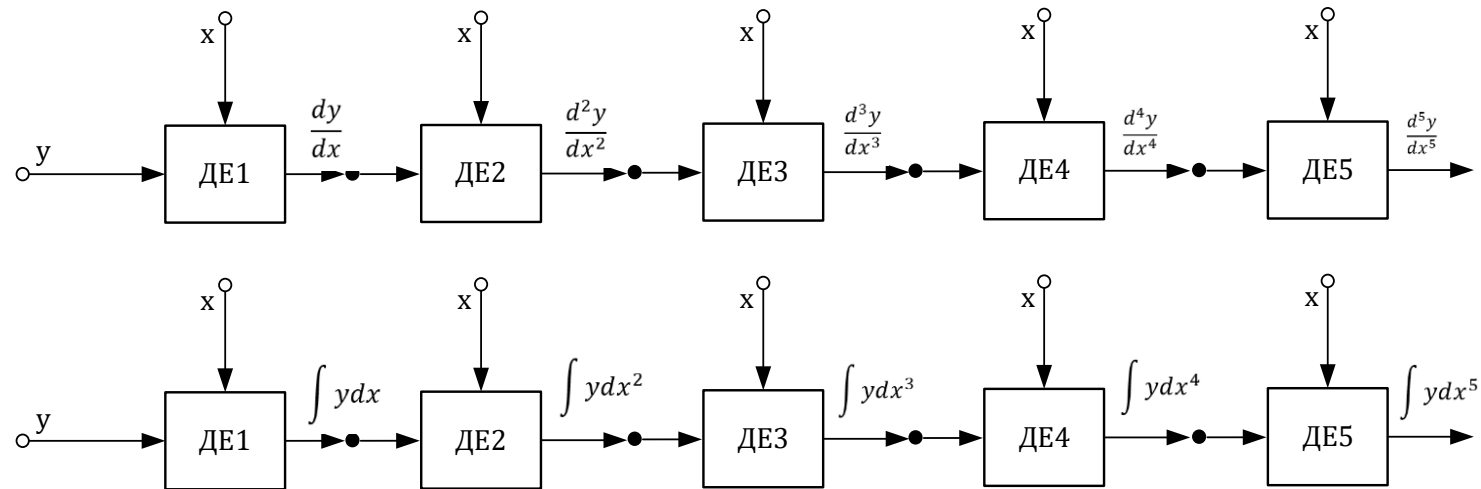 x x x x x
dy/dx d²y/dx² d³y/dx³ d⁴y/dx⁴ d⁵y/dx⁵
y ДЕ1 ДЕ2 ДЕ3 ДЕ4 ДЕ5
x x x x x
∫ ydx ∫ ydx² ∫ ydx³ ∫ ydx⁴ ∫ ydx⁵
y ДЕ1 ДЕ2 ДЕ3 ДЕ4 ДЕ5